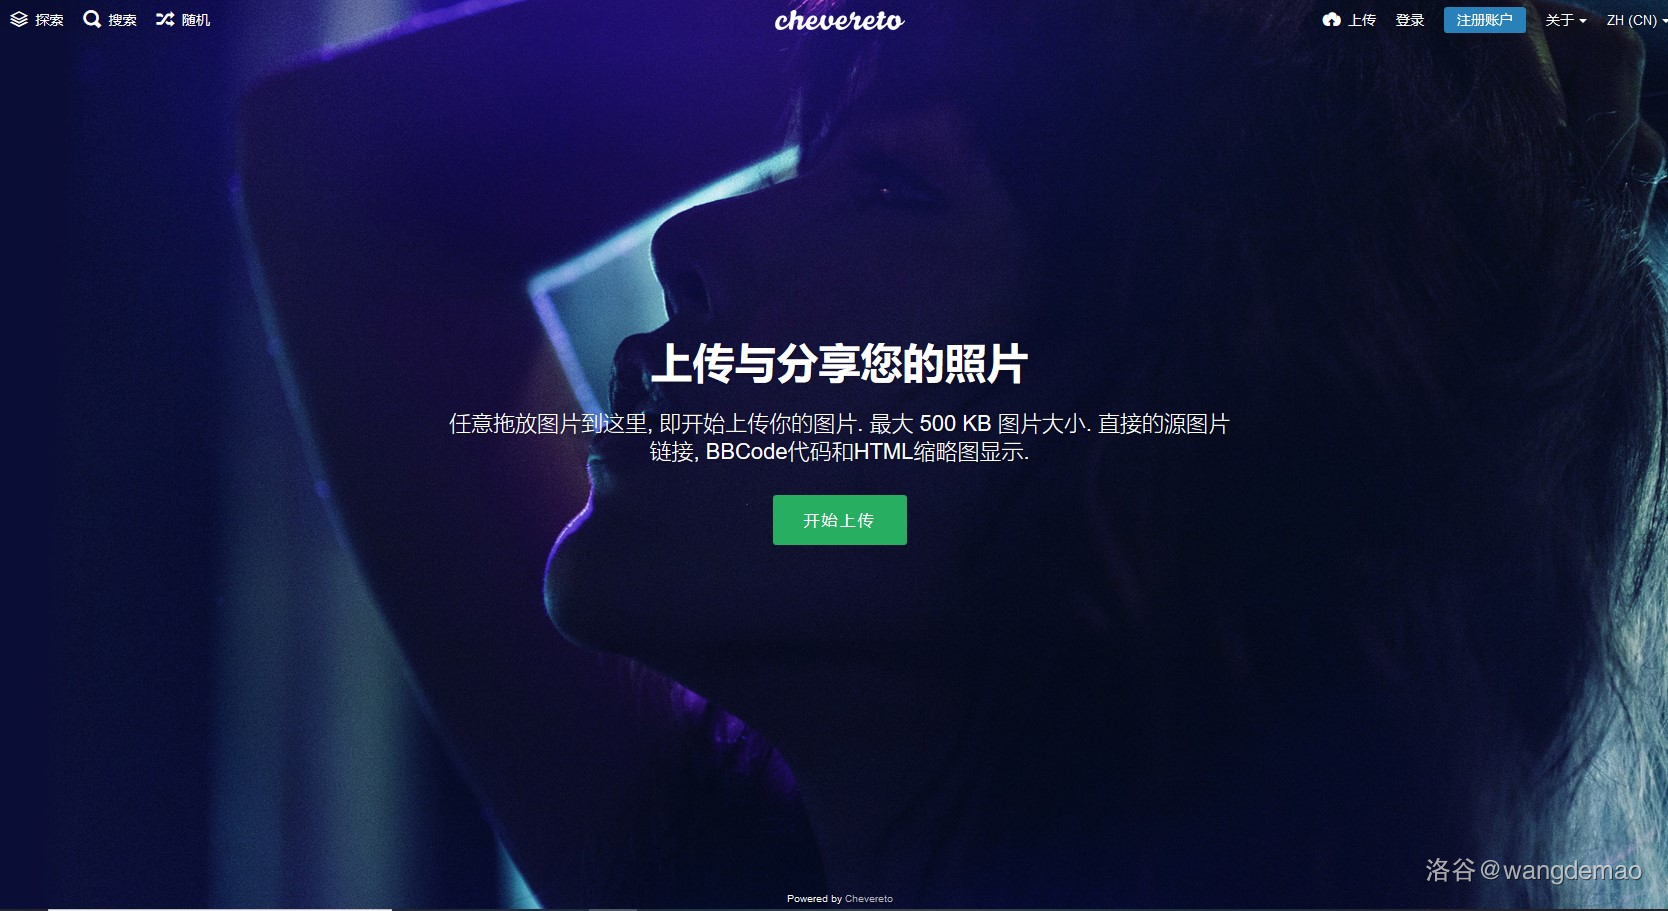 探索 搜索 随机 chevereto 上传 登录 注册账户 关于 ZH (CN)
上传与分享您的照片
任意拖放图片到这里, 即开始上传你的图片. 最大 500 KB 图片大小. 直接的源图片
链接, BBCode代码和HTML缩略图显示.
开始上传
洛谷@wangdemao
Powered by Chevereto